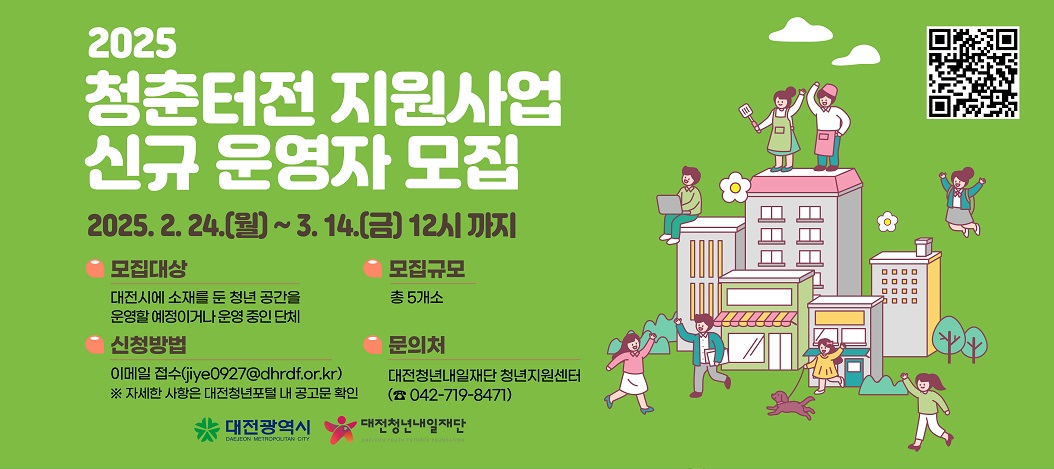 2025
청춘터전 지원사업
신규 운영자 모집
2025. 2. 24.(월) ~ 3. 14.(금) 12시 까지
모집대상
대전시에 소재를 둔 청년 공간을
운영할 예정이거나 운영 중인 단체
모집규모
총 5개소
신청방법
이메일 접수(jiye0927@dhrdf.or.kr)
※ 자세한 사항은 대전청년포털 내 공고문 확인
문의처
대전청년내일재단 청년지원센터
(☎ 042-719-8471)
대전광역시
DAEJEON METROPOLITAN CITY
대전청년내일재단